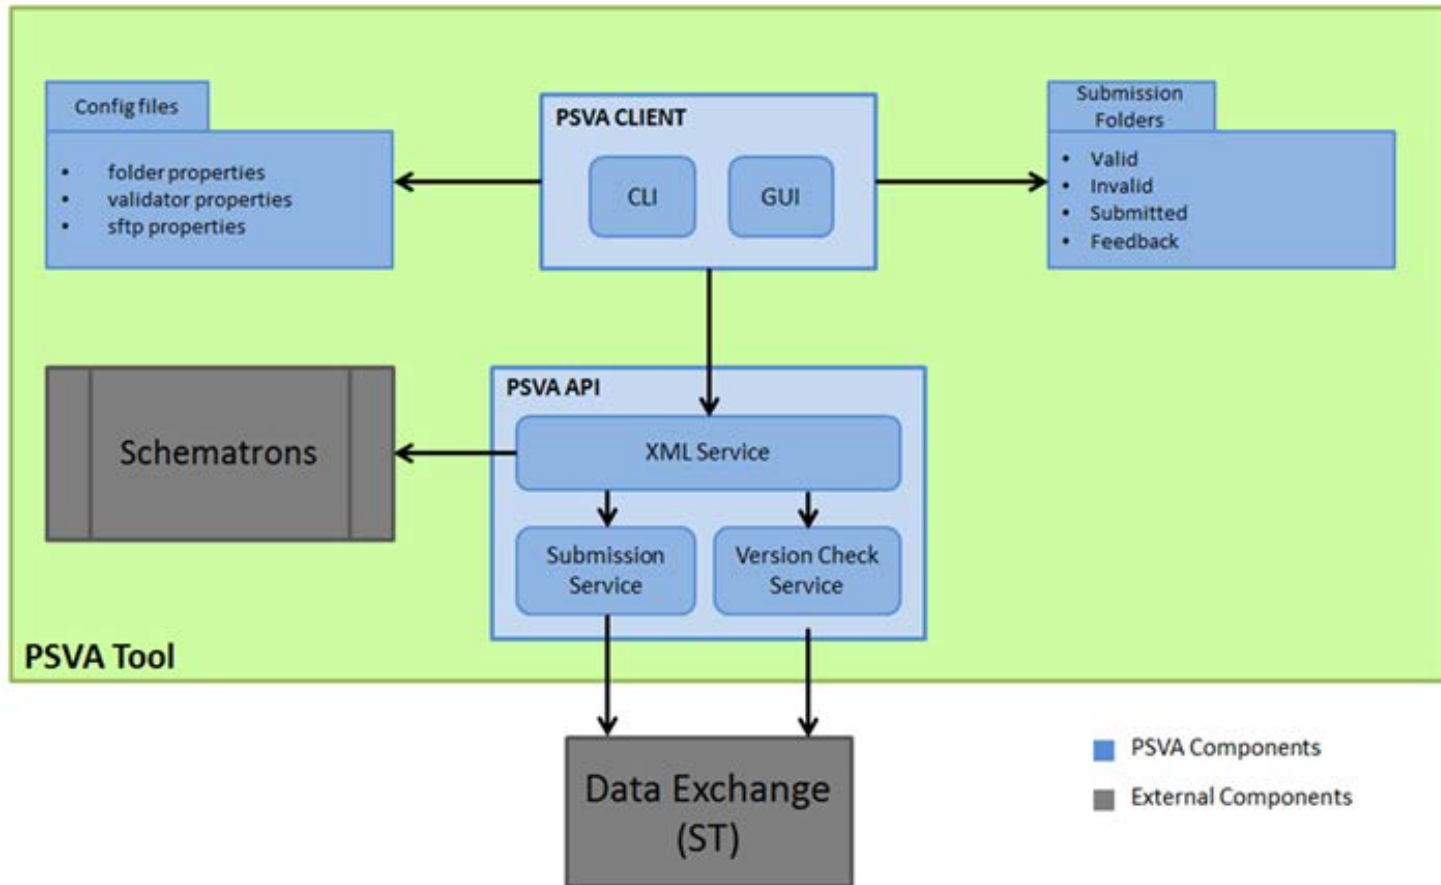 Config files
• folder properties
• validator properties
• sftp properties
PSVA CLIENT
CLI
GUI
Submission
Folders
• Valid
• Invalid
• Submitted
• Feedback
Schematrons
PSVA API
XML Service
Submission
Service
Version Check
Service
PSVA Tool
Data Exchange
(ST)
PSVA Components
External Components